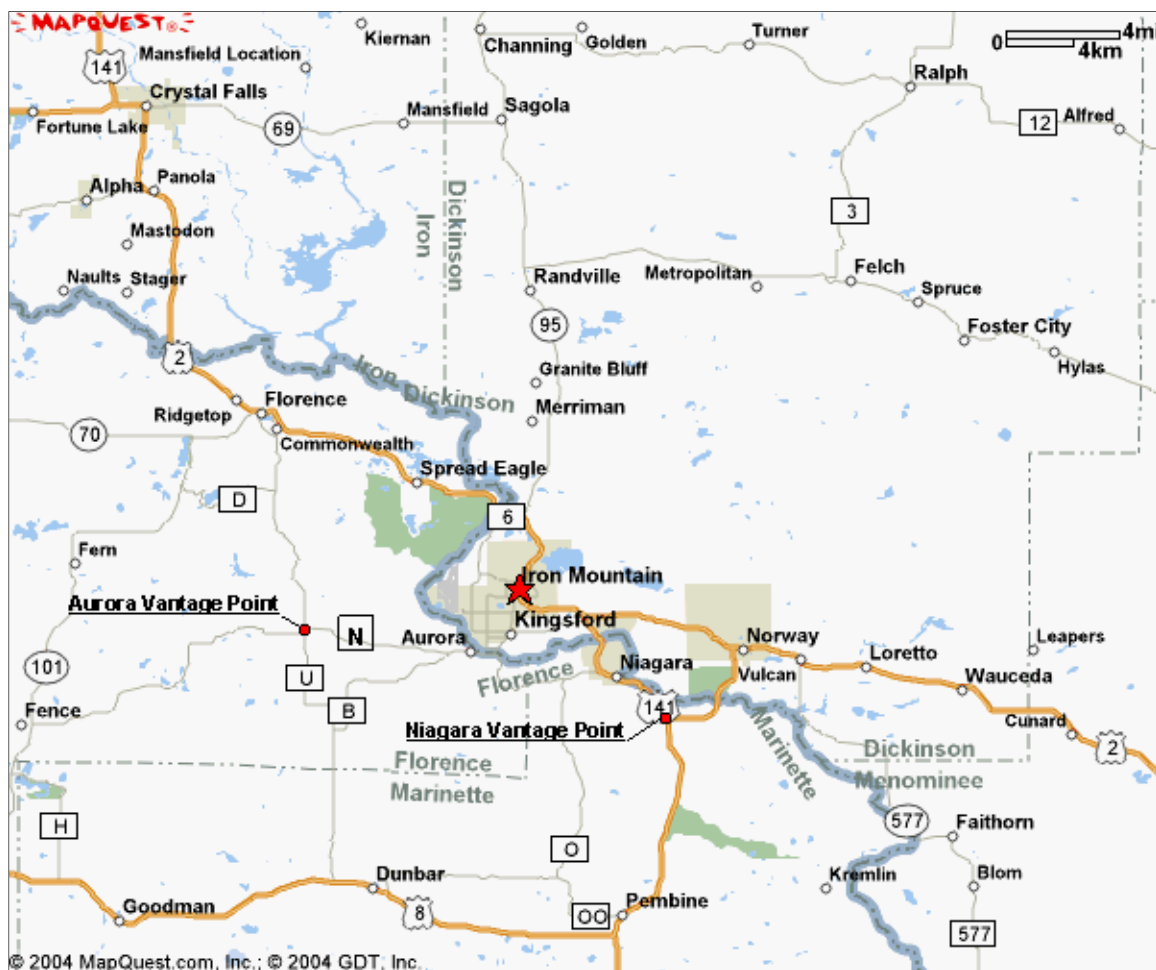 MAPQUEST®
Kiernan
Channing
Golden
Turner
0 4mi
4km
141
Mansfield Location
Ralph
Crystal Falls
Fortune Lake
69
Mansfield
Sagola
12
Alfred
Alpha
Panola
Dickinson
Iron
3
Mastodon
Naults
Stager
Randville
Metropolitan
Felch
Spruce
95
Foster City
2
Iron
Granite Bluff
Hylas
Dickinson
Ridgetop
Florence
Merriman
70
Commonwealth
Spread Eagle
D
6
Fern
Iron Mountain
Aurora Vantage Point
Kingsford
N
Aurora
Norway
Leapers
101
U
Florence
Niagara
Vulcan
Loretto
Wauceda
B
141
Fence
Niagara Vantage Point
Marinette
Cunard
Florence
Dickinson
2
Marinette
Menominee
H
577
Faithorn
O
Dunbar
Kremlin
Blom
Goodman
8
OO
Pembine
577
© 2004 MapQuest.com, Inc.; © 2004 GDT, Inc.